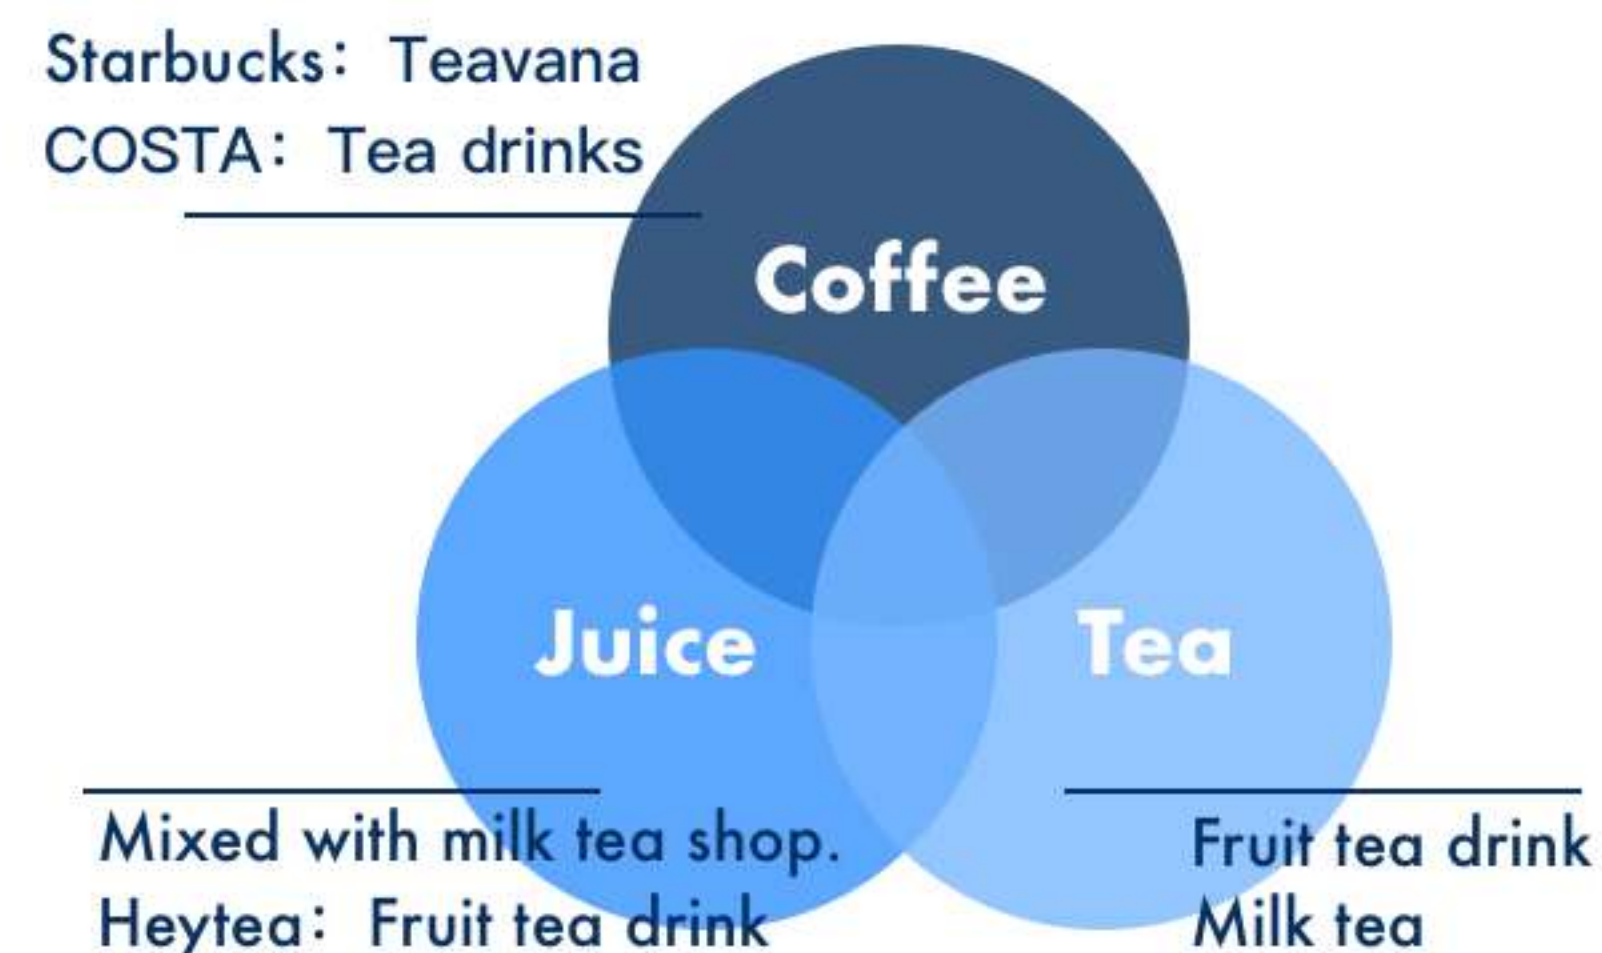 Starbucks： Teavana
COSTA： Tea drinks
Coffee
Juice
Tea
Mixed with milk tea shop.
Heytea： Fruit tea drink
Fruit tea drink
Milk tea